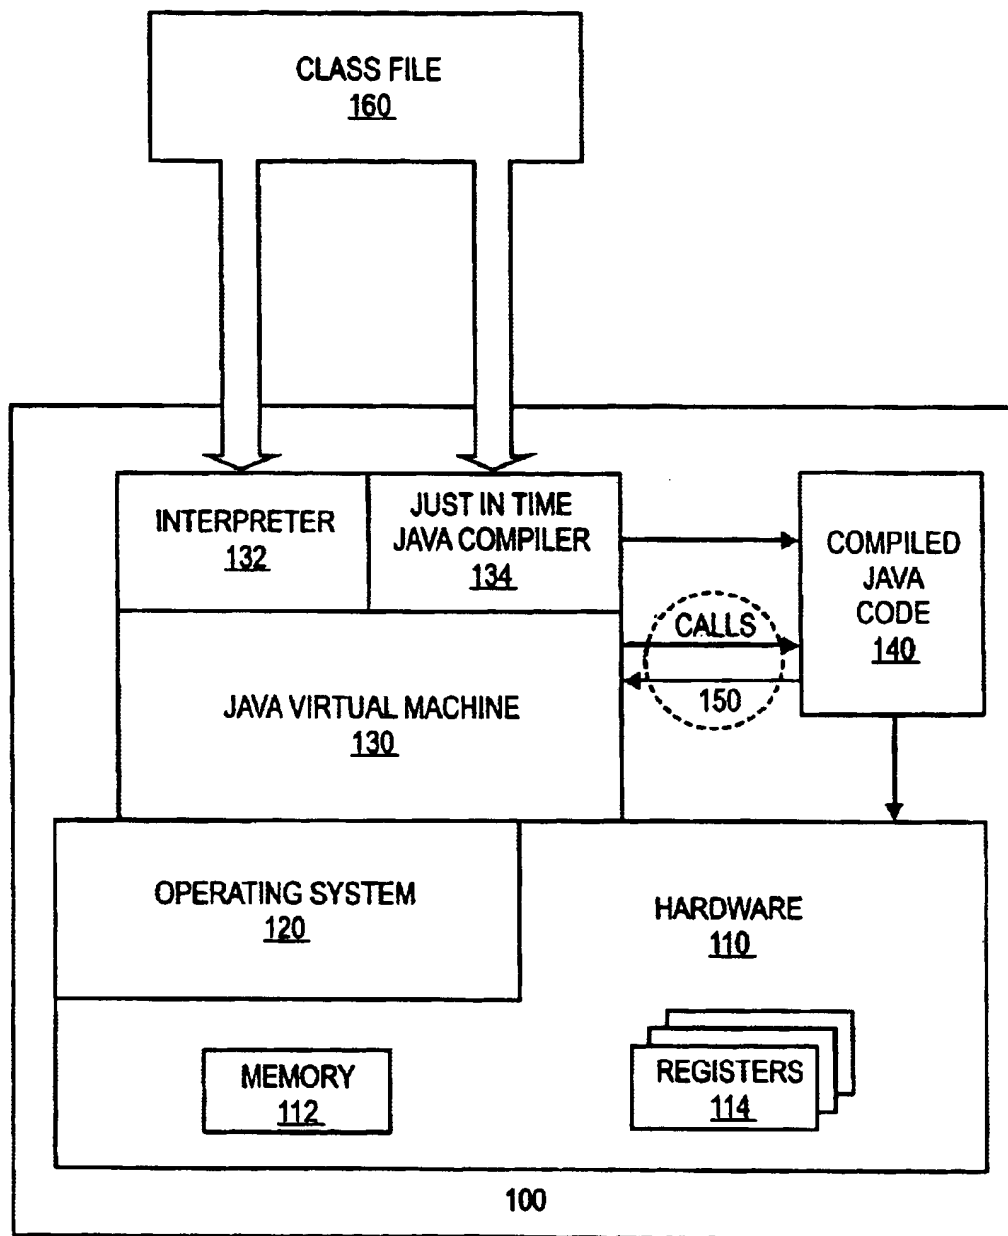 CLASS FILE
160
INTERPRETER
132
JUST IN TIME
JAVA COMPILER
134
COMPILED
JAVA
CODE
140
CALLS
150
JAVA VIRTUAL MACHINE
130
OPERATING SYSTEM
120
HARDWARE
110
MEMORY
112
REGISTERS
114
100